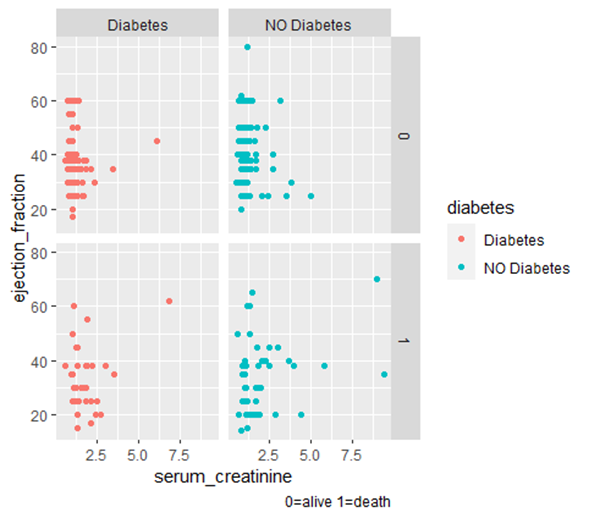 Diabetes
NO Diabetes
80
60
40
20
0
80
60
40
20
1
ejection_fraction
2.5 5.0 7.5
2.5 5.0 7.5
serum_creatinine
0=alive 1=death
diabetes
Diabetes
NO Diabetes